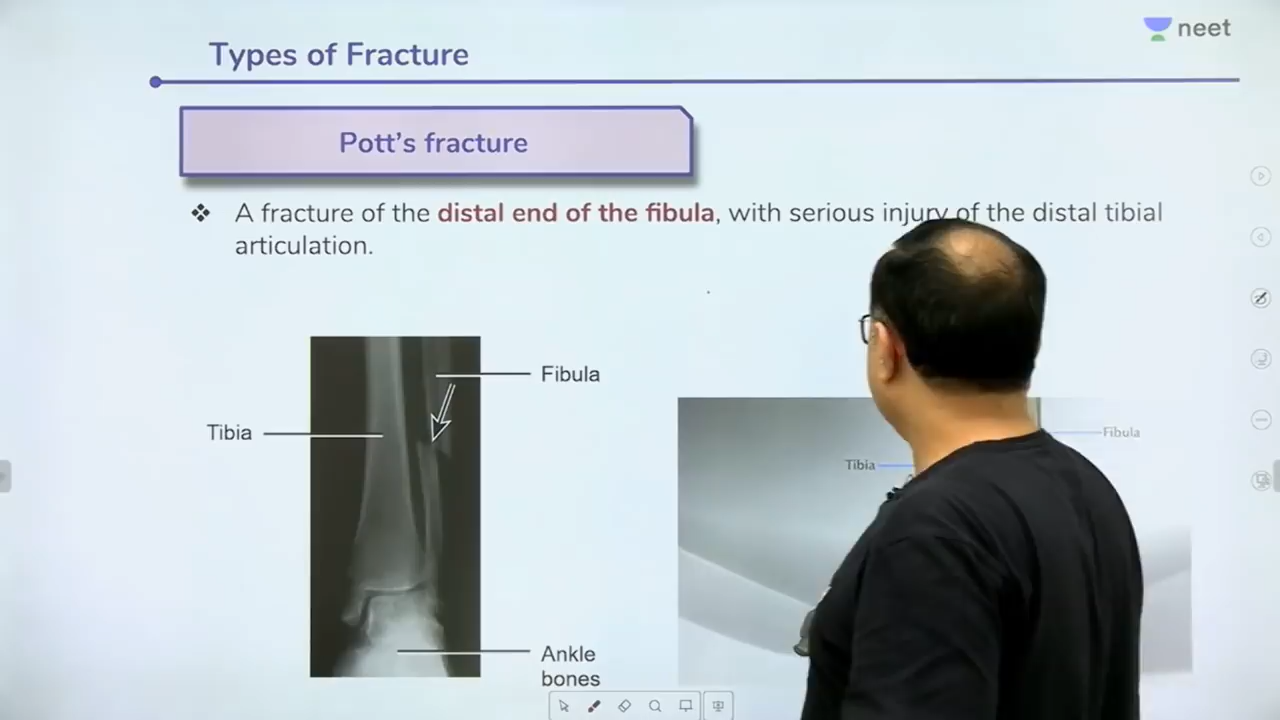 neet
Types of Fracture
Pott's fracture
❖ A fracture of the distal end of the fibula, with serious injury of the distal tibial
articulation.
Fibula
Tibia
Ankle
bones
Fibula
Tibia